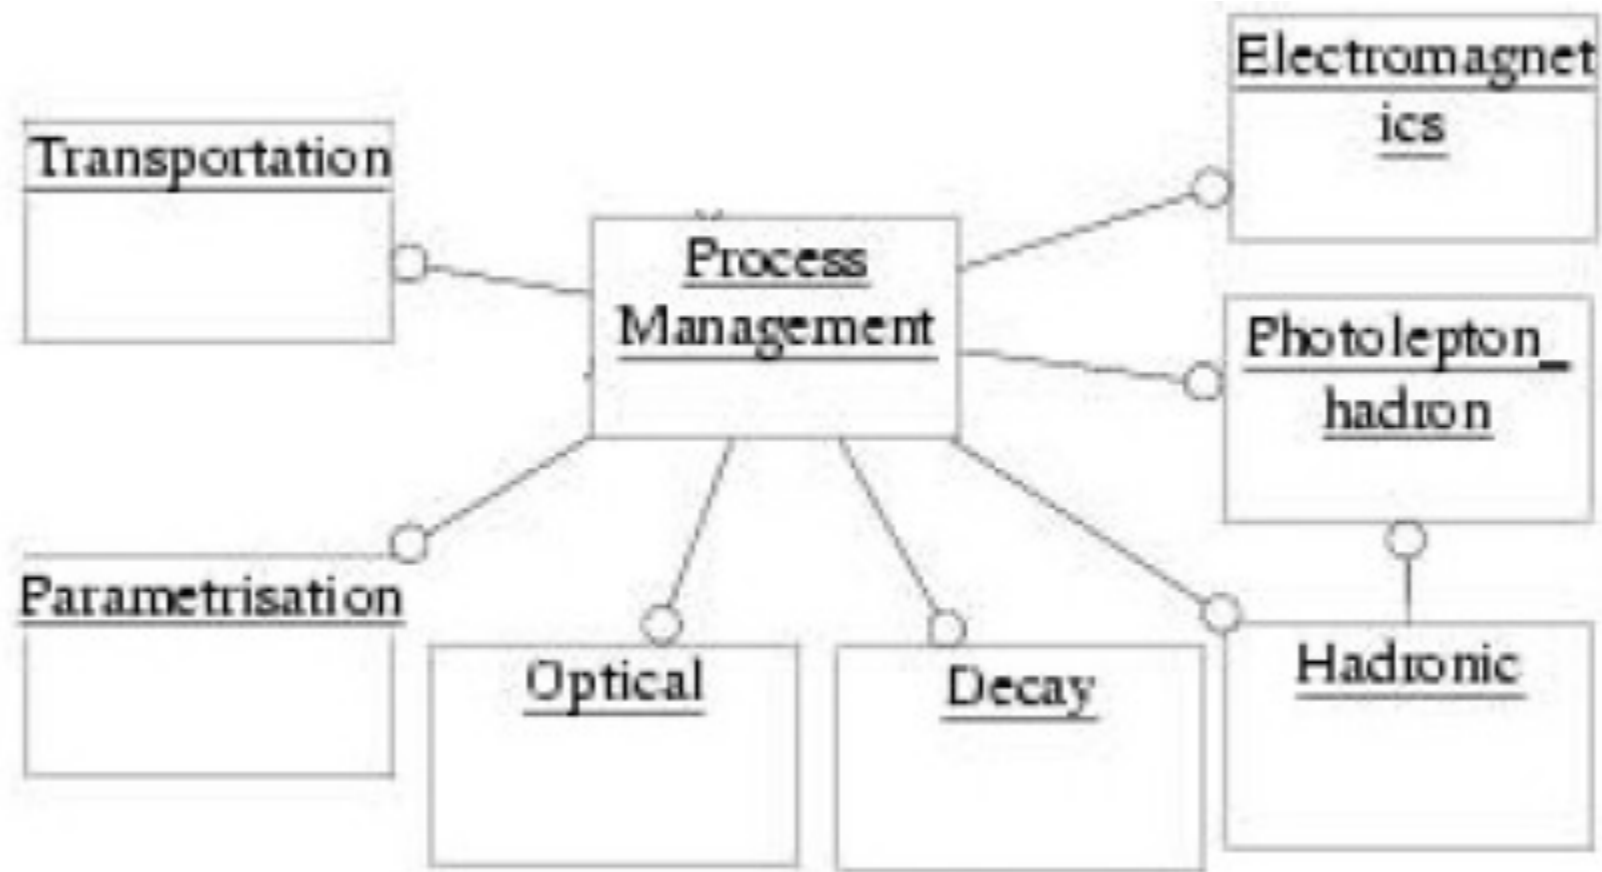 Electromagnet
ics
Transportation
Process
Management
Photolepton_
hadron
Parametrisation
Optical
Decay
Hadronic